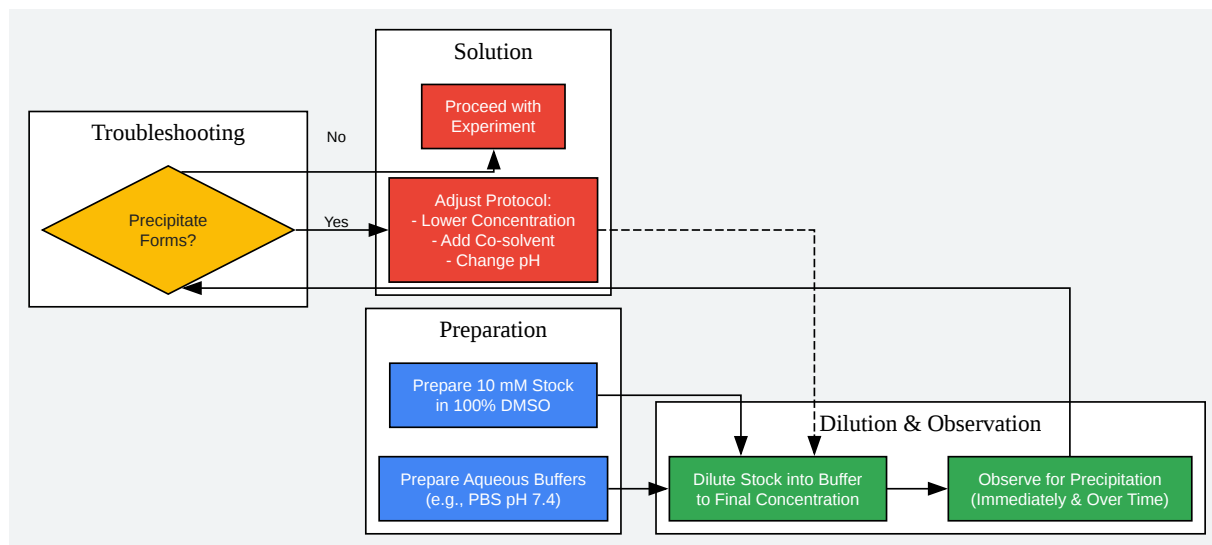 Solution
Proceed with
Experiment
Troubleshooting
No
Precipitate
Forms?
Yes
Adjust Protocol:
- Lower Concentration
- Add Co-solvent
- Change pH
Preparation
Prepare 10 mM Stock
in 100% DMSO
Prepare Aqueous Buffers
(e.g., PBS pH 7.4)
Dilution & Observation
Dilute Stock into Buffer
to Final Concentration
Observe for Precipitation
(Immediately & Over Time)